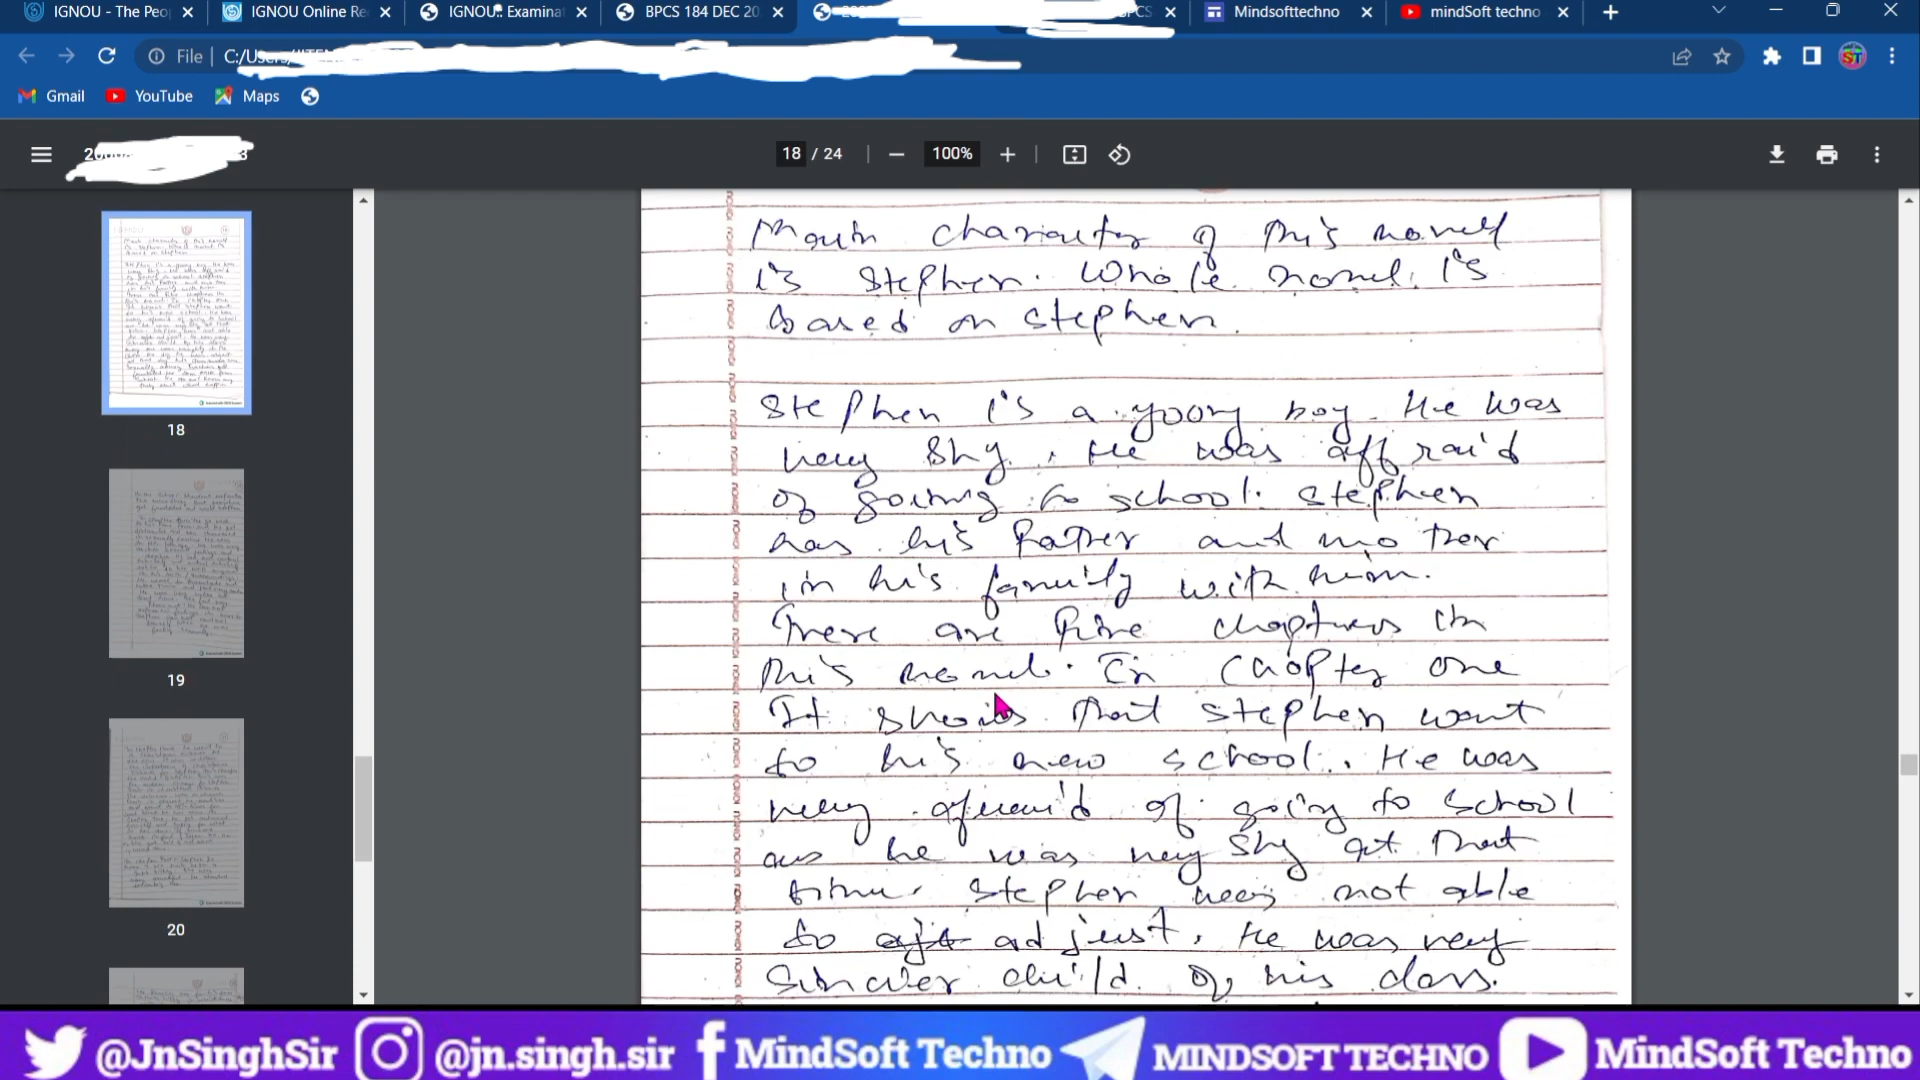 IGNOU - The Peo
IGNOU Online Re
IGNOU:: Examina
BPCS 184 DEC 20
Mindsofttechno
mindSoft techno
File
C:/Users/
Gmail
YouTube
Maps
18 / 24
100%
Main character of this novel
is Stephen. Whole novel is
based on Stephen.
Stephen is a young boy. He was
very shy. He was affraid
of going to school. Stephen
has his Father and mother
in his family with him.
There are five chapters in
this novel. In Chapter one
It shows that Stephen want
to his new school. He was
very afraid of going to school
as he was very shy at that
time. Stephen was not able
to adjust. He was very
child of his class.
18
19
20
@JnSinghSir
@jn.singh.sir
MindSoft Techno
MINDSOFT TECHNO
MindSoft Techno